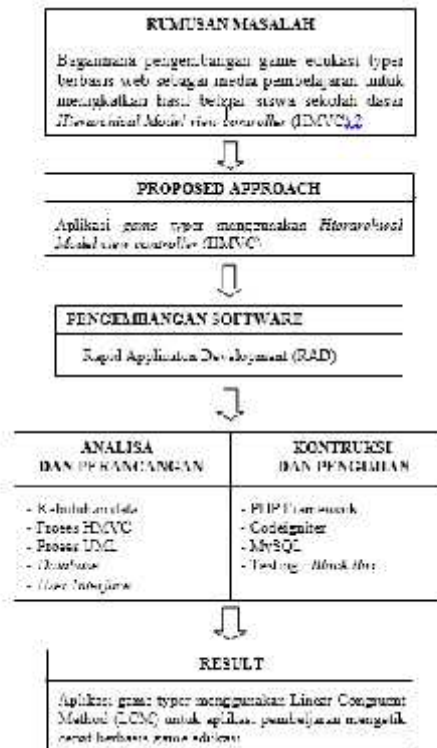 RUMUSAN MASALAH
Bagaimana pengembangan game edukasi typer
berbasis web sebagai media pembelajaran untuk
meningkatkan hasil belajar siswa sekolah dasar
Hierarchical Model view controller (HMVC).?
PROPOSED APPROACH
Aplikasi game typer menggunakan Hierarchical
Model view controller (HMVC)
PENGEMBANGAN SOFTWARE
Rapid Applicaton Development (RAD)
ANALISA
DAN PERANCANGAN
- Kebutuhan data
- Proses HMVC
- Proses UML
- Database
- User Interface
KONTRUKSI
DAN PENGUJIAN
- PHP Framework
- Codeigniter
- MySQL
- Testing : Black Box
RESULT
Aplikasi game typer menggunakan Linear Congruent
Method (LCM) untuk aplikasi pembeljaran mengetik
cepat berbasis game edukasi